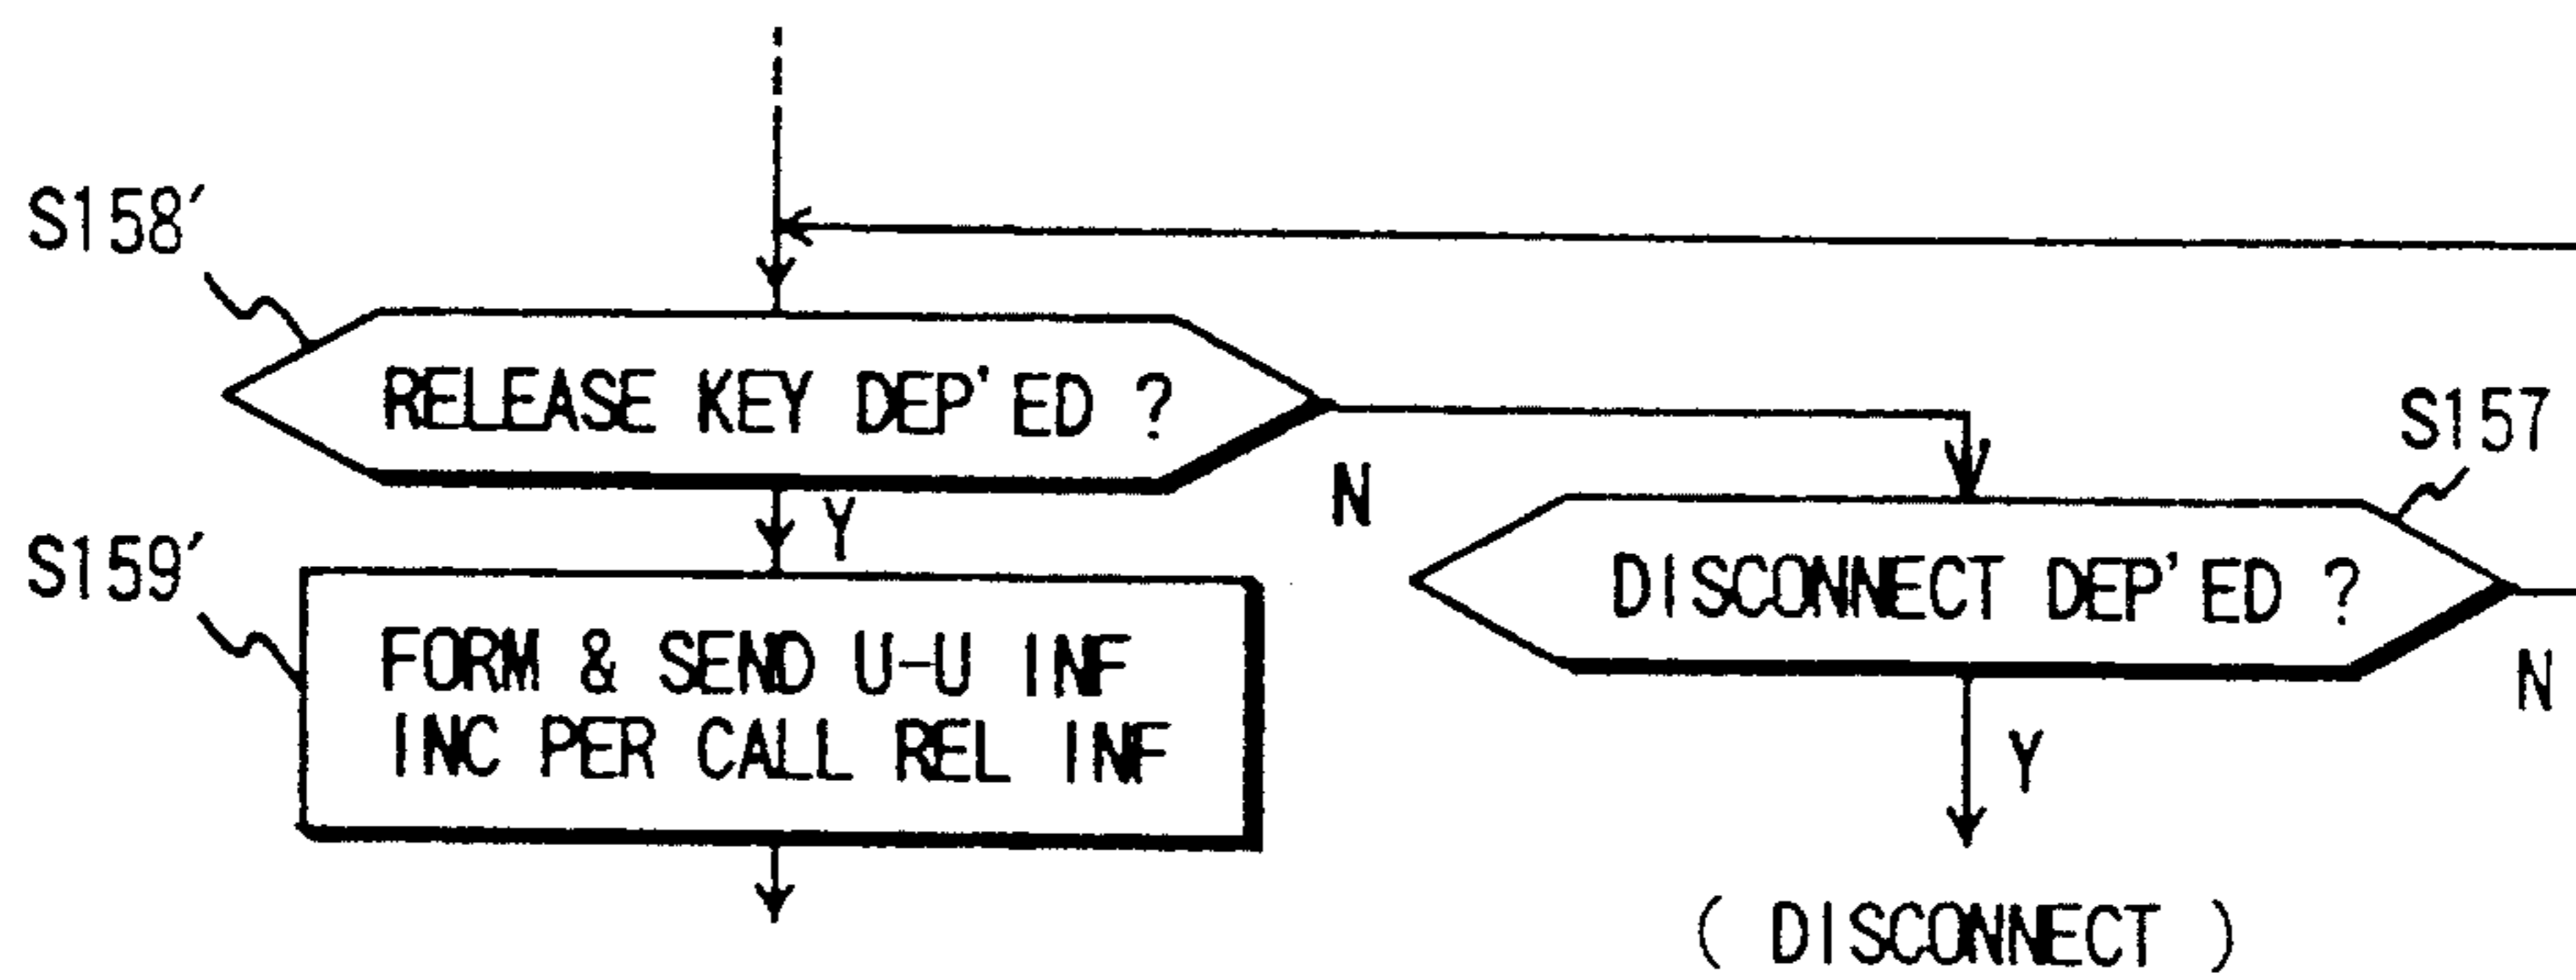 S158′
RELEASE KEY DEP'ED ?
N
S157
Y
S159′
DISCONNECT DEP'ED ?
FORM & SEND U-U INF
INC PER CALL REL INF
N
Y
( DISCONNECT )